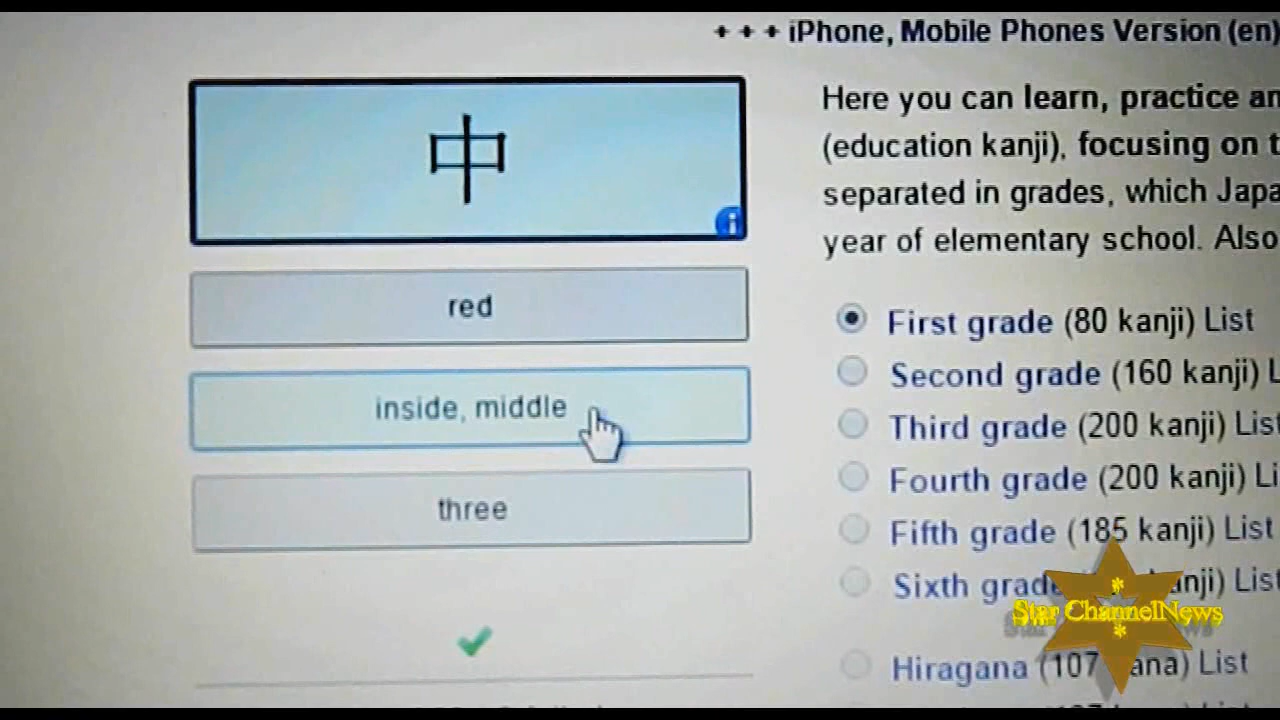 + + + iPhone, Mobile Phones Version (en)
中
i
red
inside, middle
three
Here you can learn, practice
(education kanji), focusing on
separated in grades, which
year of elementary school. Also
First grade (80 kanji) List
Second grade (160 kanji)
Third grade (200 kanji)
Fourth grade (200 kanji)
Fifth grade (185 kanji) List
Sixth grade
Hiragana (107 List
Star ChannelNews